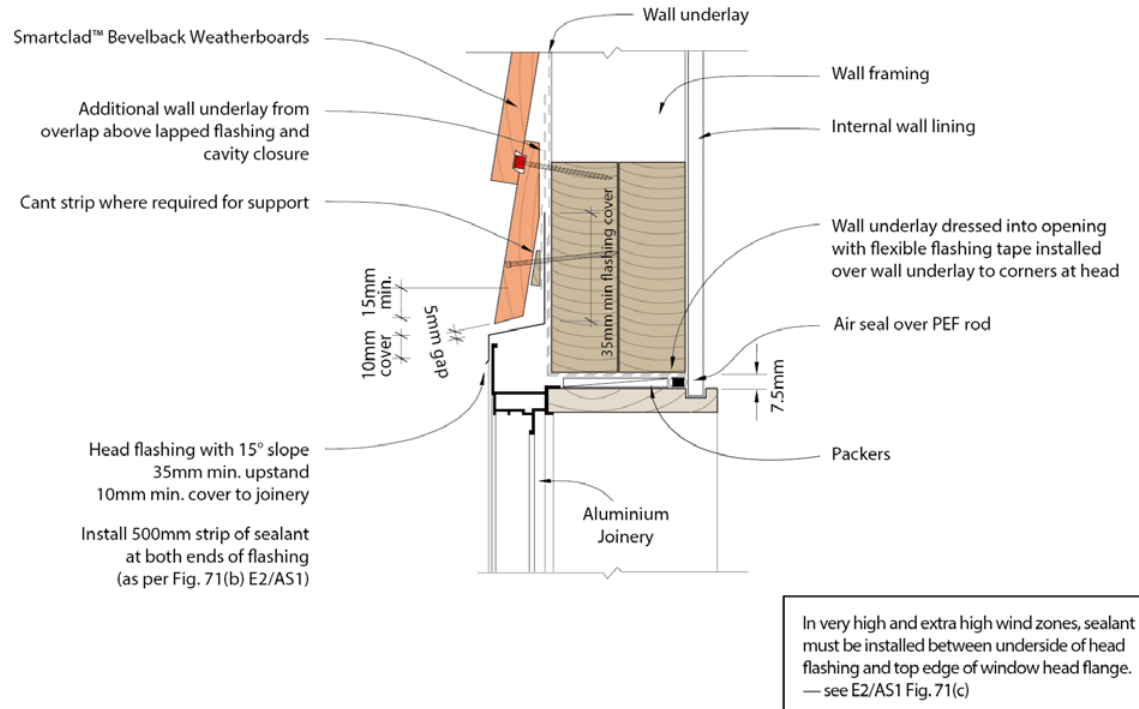 Wall underlay
Smartclad™ Bevelback Weatherboards
Additional wall underlay from
overlap above lapped flashing and
cavity closure
Cant strip where required for support
15mm
min.
10mm
cover
5mm gap
35mm min flashing cover
Wall framing
Internal wall lining
Wall underlay dressed into opening
with flexible flashing tape installed
over wall underlay to corners at head
Air seal over PEF rod
7.5mm
Packers
Head flashing with 15° slope
35mm min. upstand
10mm min. cover to joinery
Install 500mm strip of sealant
at both ends of flashing
(as per Fig. 71(b) E2/AS1)
Aluminium
Joinery
In very high and extra high wind zones, sealant
must be installed between underside of head
flashing and top edge of window head flange.
— see E2/AS1 Fig. 71(c)